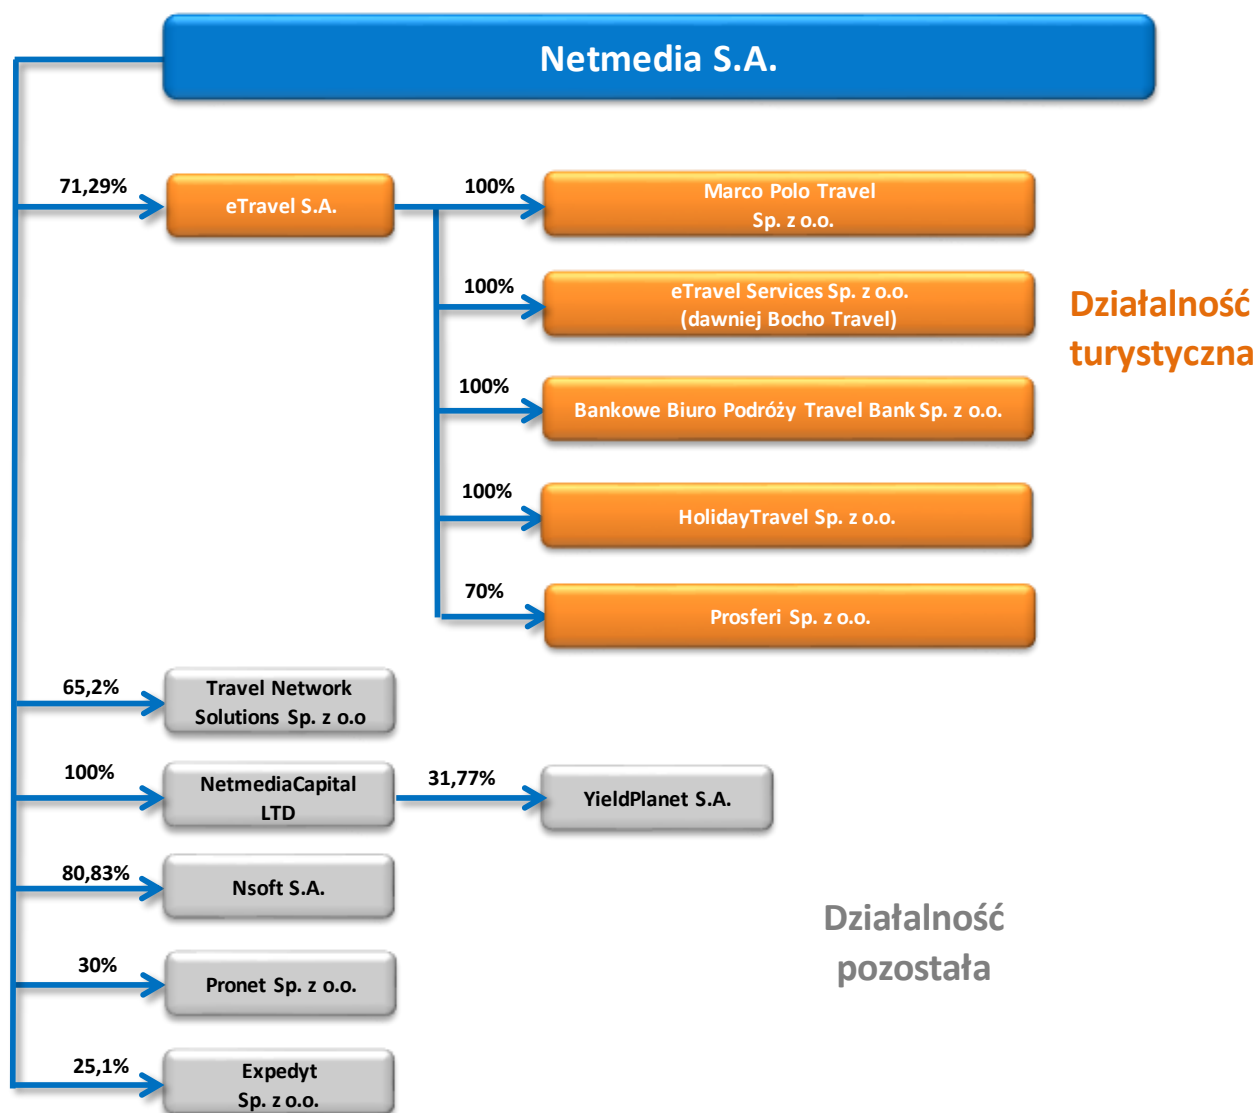 Netmedia S.A.
71,29%
eTravel S.A.
100%
Marco Polo Travel
Sp. z o.o.
100%
eTravel Services Sp. z o.o.
(dawniej Bocho Travel)
Działalność
turystyczna
100%
Bankowe Biuro Podróży Travel Bank Sp. z o.o.
100%
HolidayTravel Sp. z o.o.
70%
Prosferi Sp. z o.o.
65,2%
Travel Network
Solutions Sp. z o.o
100%
NetmediaCapital
LTD
31,77%
YieldPlanet S.A.
80,83%
Nsoft S.A.
Działalność
pozostała
30%
Pronet Sp. z o.o.
25,1%
Expedyt
Sp. z o.o.